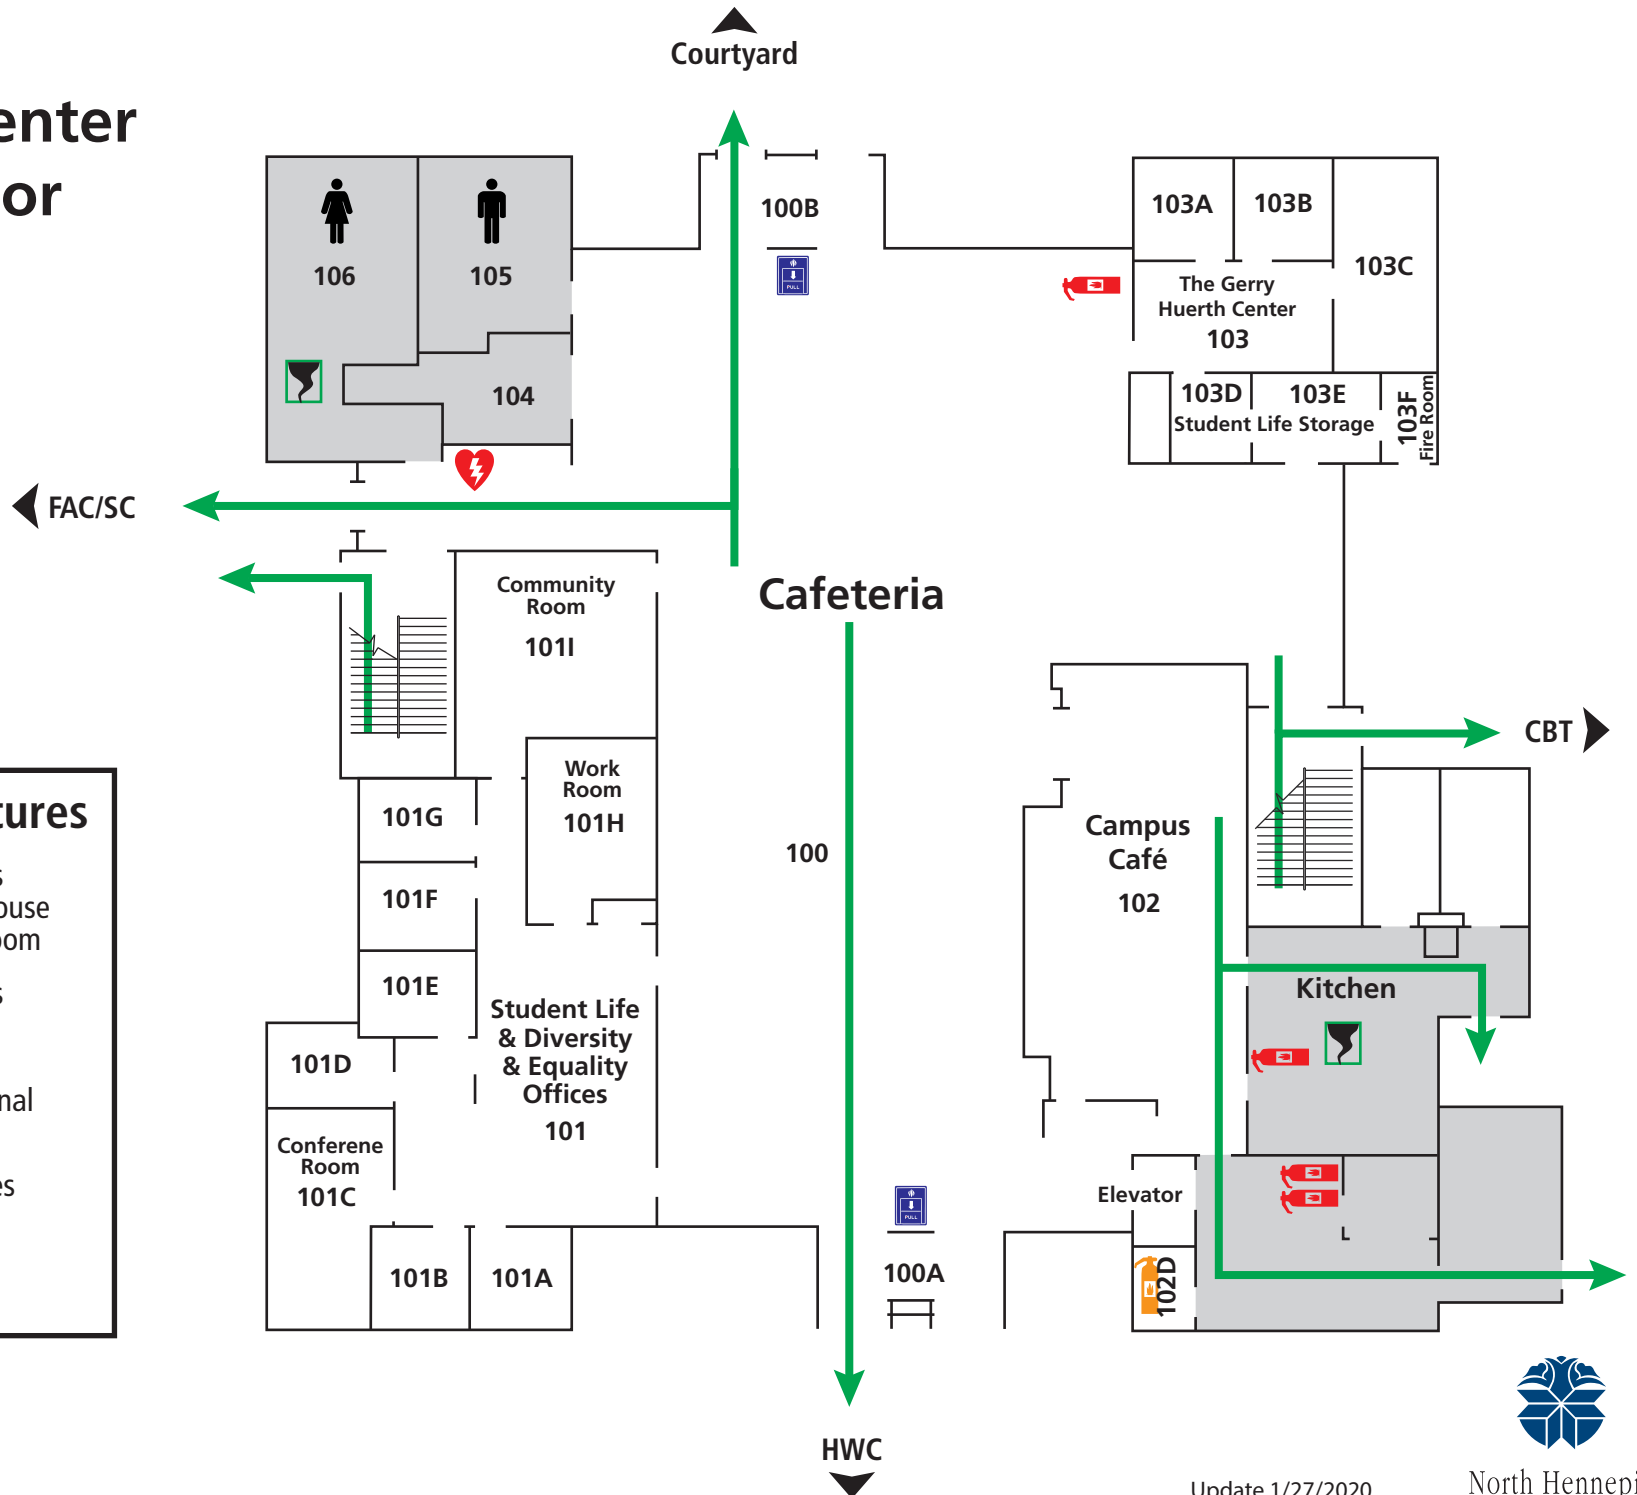 Courtyard
enter
or
100B
106
105
103A
103B
103C
The Gerry
Huerth Center
103
PULL
104
103D
103E
Student Life Storage
103F
Fire Room
FAC/SC
Community
Room
101I
Cafeteria
CBT
Work
Room
101H
101G
tures
s
ouse
oom
s
nal
es
100
Campus
Café
102
101F
101E
Kitchen
Student Life
& Diversity
& Equality
Offices
101
101D
Conferene
Room
101C
Elevator
PULL
101B
101A
100A
102D
HWC
Update 1/27/2020
North Hennepi